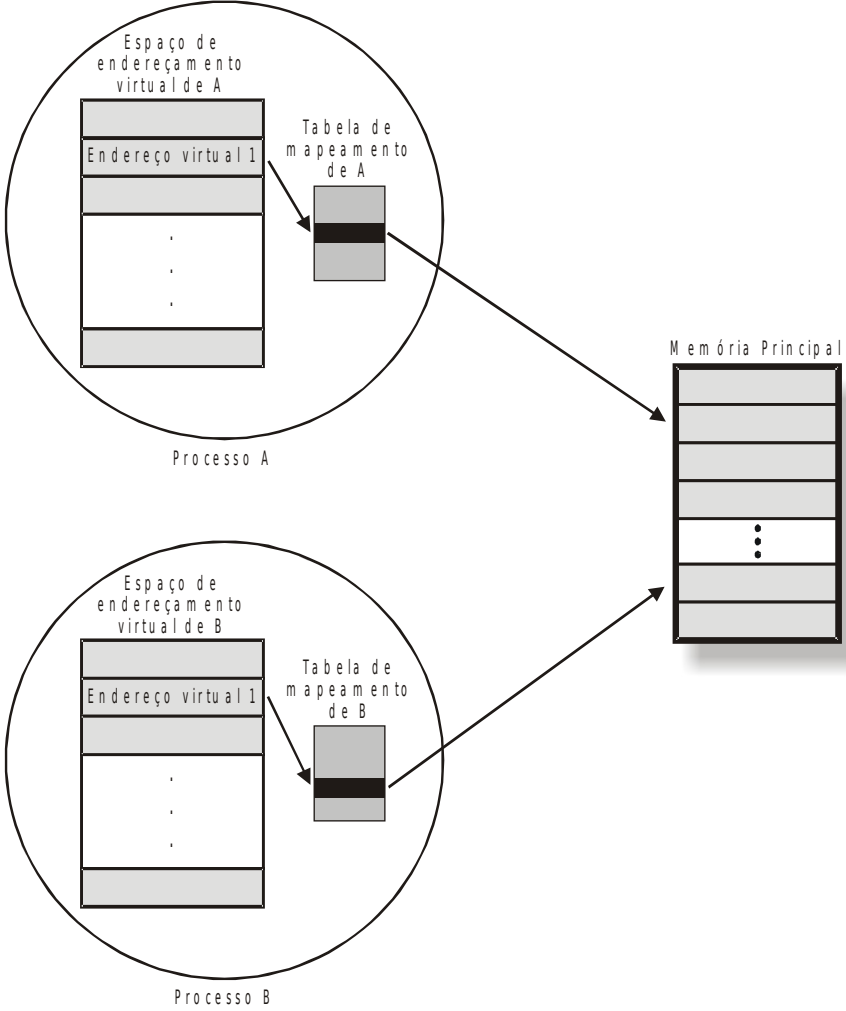 Espaço de
endereçamento
virtual de A
Endereço virtual 1
Tabela de
mapeamento
de A
Processo A
Memória Principal
Espaço de
endereçamento
virtual de B
Endereço virtual 1
Tabela de
mapeamento
de B
Processo B